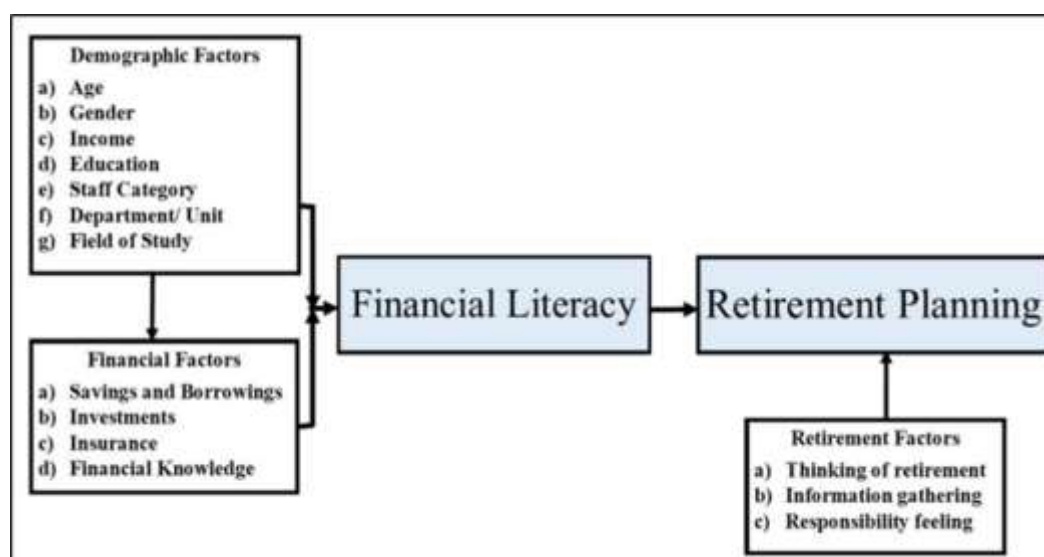 Demographic Factors
a) Age
b) Gender
c) Income
d) Education
e) Staff Category
f) Department/ Unit
g) Field of Study
Financial Literacy
Retirement Planning
Financial Factors
a) Savings and Borrowings
b) Investments
c) Insurance
d) Financial Knowledge
Retirement Factors
a) Thinking of retirement
b) Information gathering
c) Responsibility feeling